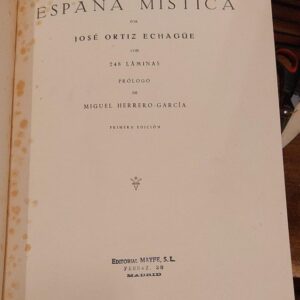 ESPAÑA MISTICA
POR
JOSÉ ORTIZ ECHAGÜE
CON
248 LÁMINAS
PRÓLOGO
DE
MIGUEL HERRERO-GARCÍA
PRIMERA EDICIÓN
EDITORIAL MAYFE, S.L.
FERRAZ, 28
MADRID